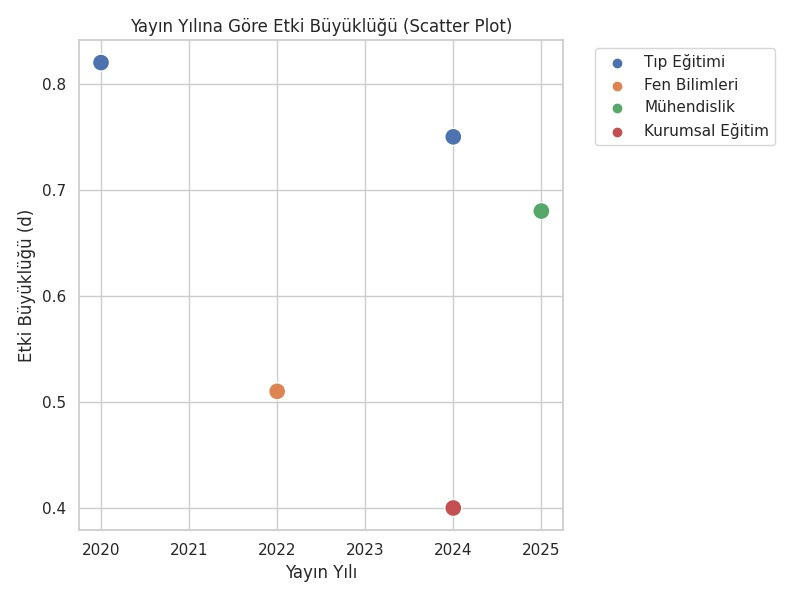 Yayın Yılına Göre Etki Büyüklüğü (Scatter Plot)
Tıp Eğitimi
Fen Bilimleri
Mühendislik
Kurumsal Eğitim
Etki Büyüklüğü (d)
0.8
0.7
0.6
0.5
0.4
2020 2021 2022 2023 2024 2025
Yayın Yılı